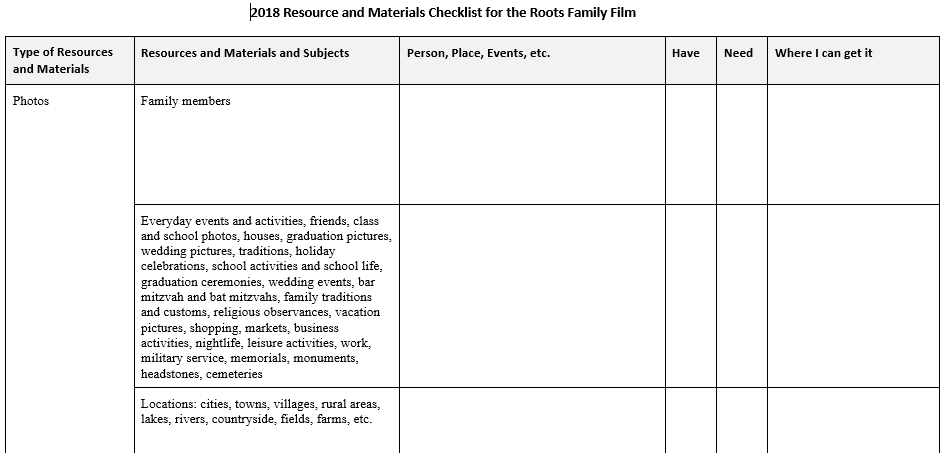 2018 Resource and Materials Checklist for the Roots Family Film
Type of Resources
and Materials
Resources and Materials and Subjects
Person, Place, Events, etc.
Have
Need
Where I can get it
Photos
Family members
Everyday events and activities, friends, class
and school photos, houses, graduation pictures,
wedding pictures, traditions, holiday
celebrations, school activities and school life,
graduation ceremonies, wedding events, bar
mitzvah and bat mitzvahs, family traditions
and customs, religious observances, vacation
pictures, shopping, markets, business
activities, nightlife, leisure activities, work,
military service, memorials, monuments,
headstones, cemeteries
Locations: cities, towns, villages, rural areas,
lakes, rivers, countryside, fields, farms, etc.